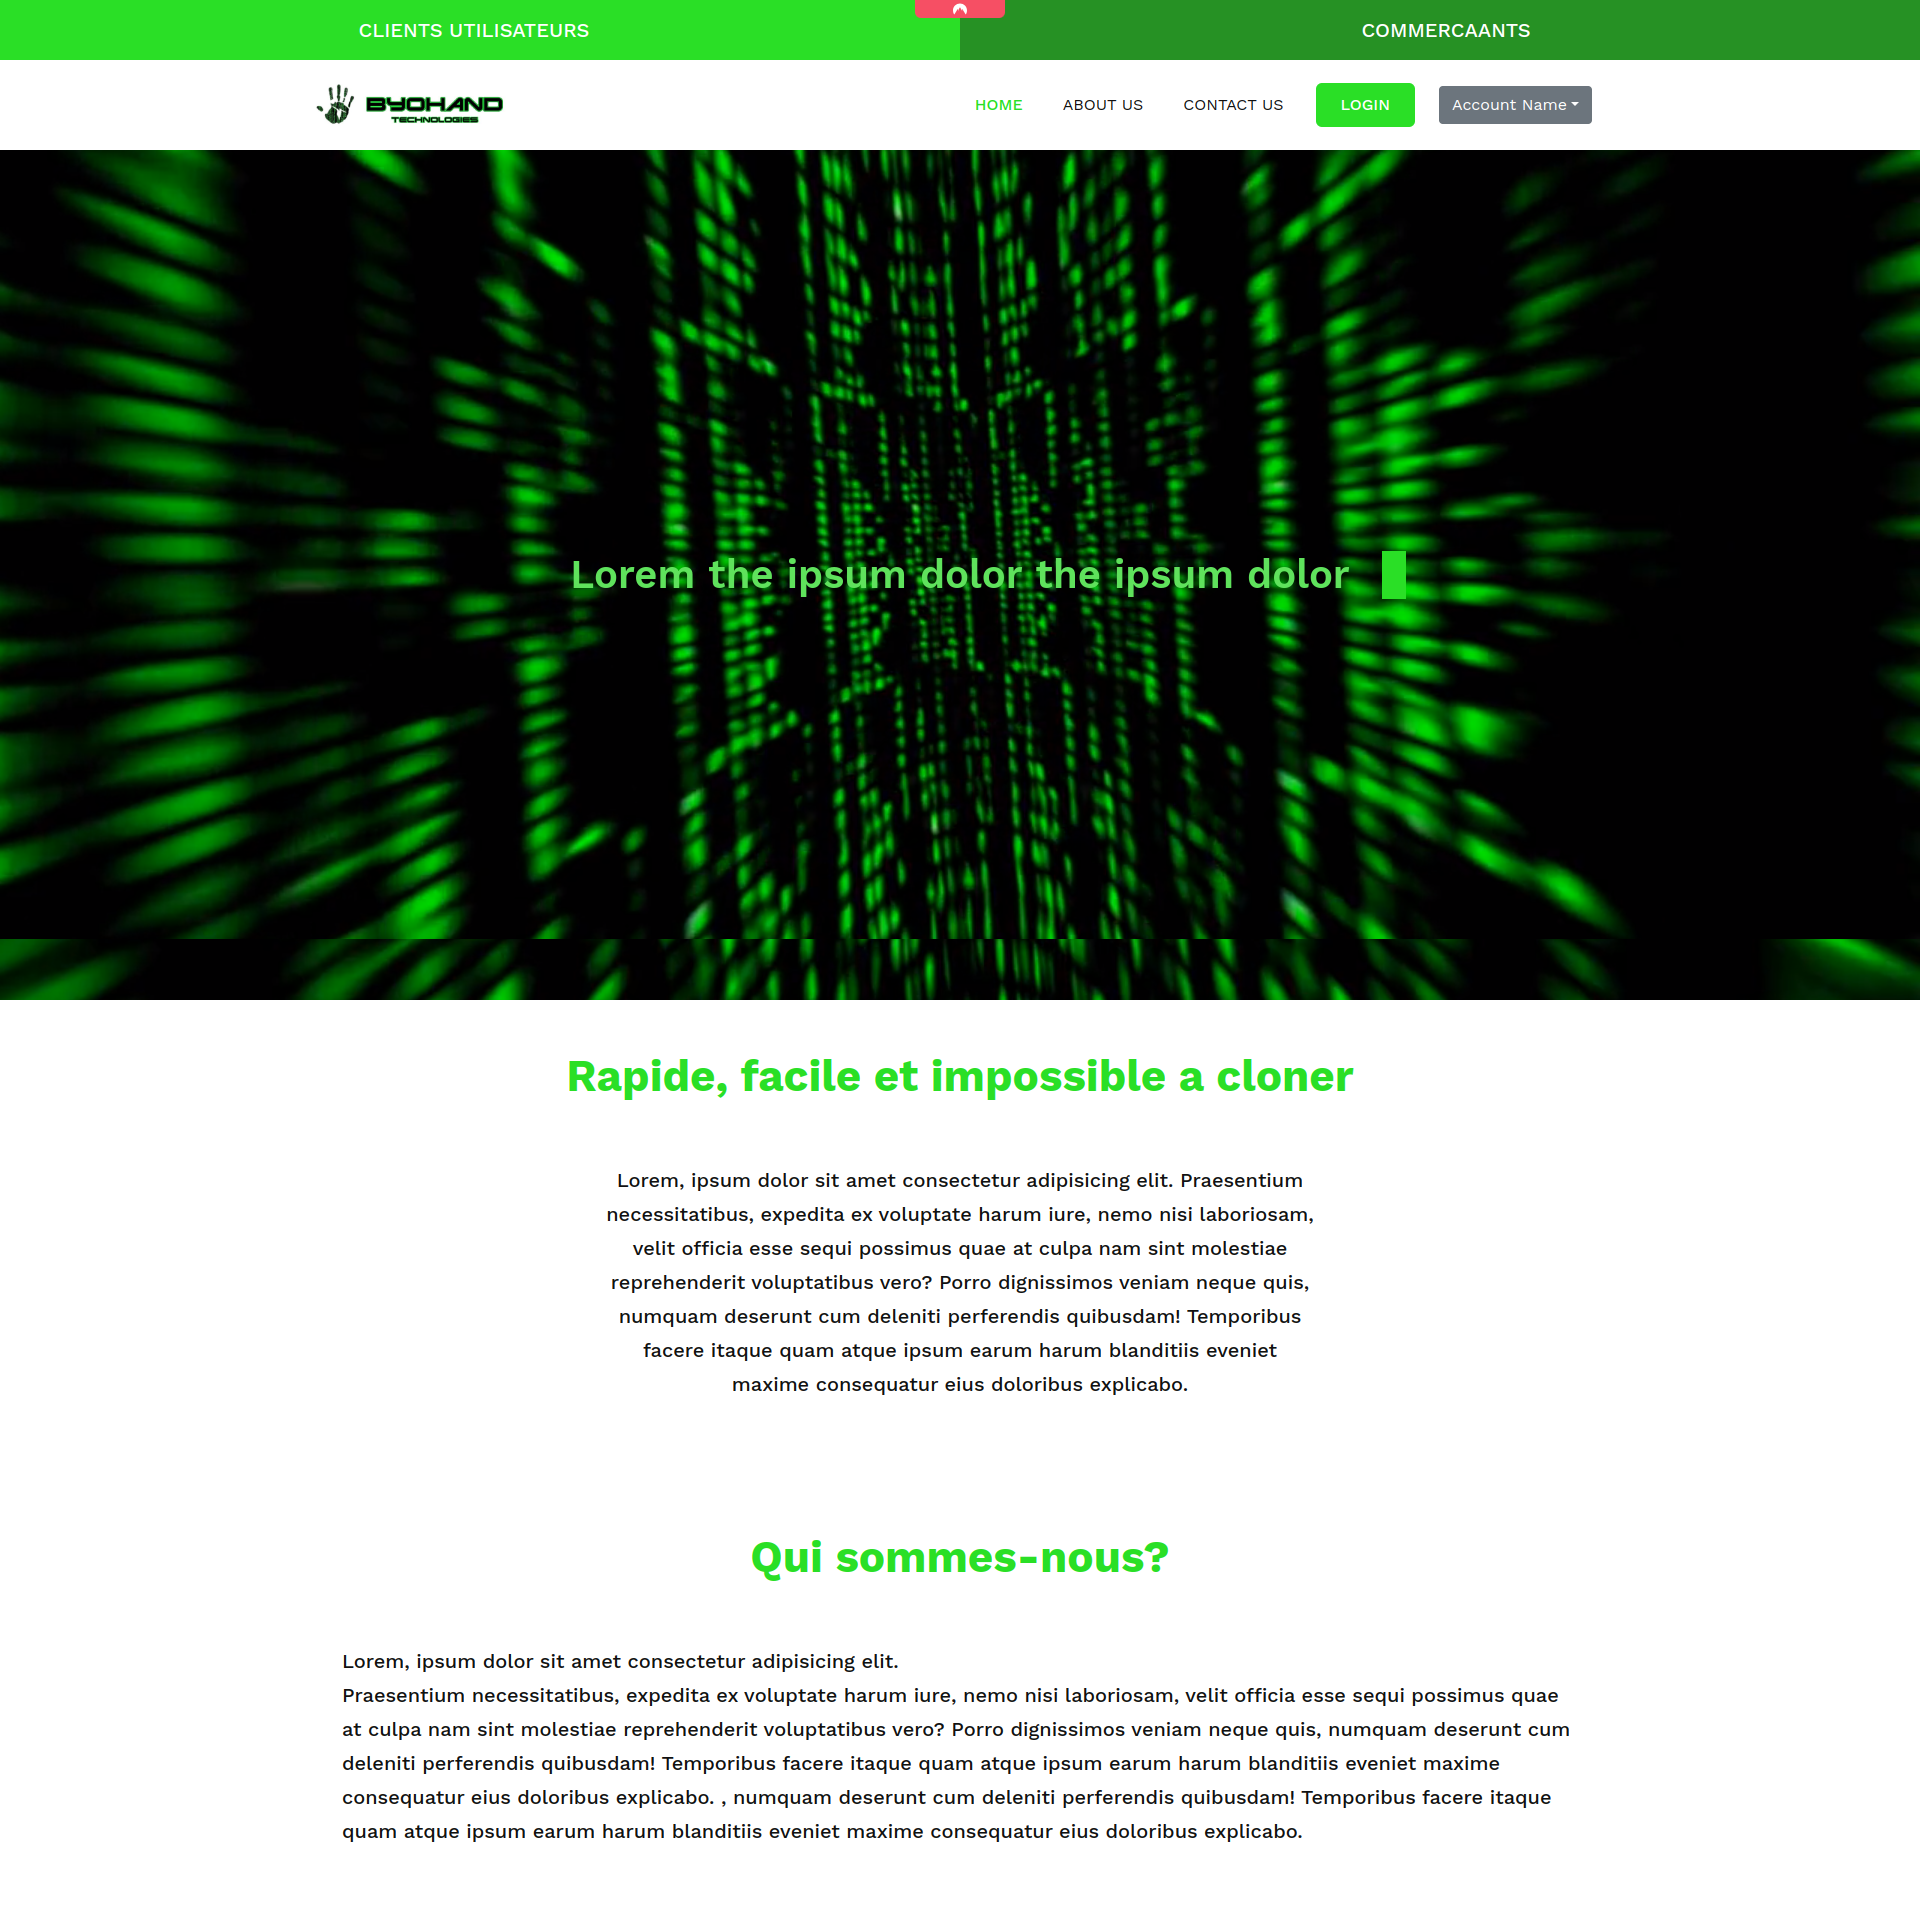 CLIENTS UTILISATEURS
COMMERCAANTS
BYOHAND
TECHNOLOGIES
HOME
ABOUT US
CONTACT US
LOGIN
Account Name
Lorem the ipsum dolor the ipsum dolor
Rapide, facile et impossible a cloner
Lorem, ipsum dolor sit amet consectetur adipisicing elit. Praesentium
necessitatibus, expedita ex voluptate harum iure, nemo nisi laboriosam,
velit officia esse sequi possimus quae at culpa nam sint molestiae
reprehenderit voluptatibus vero? Porro dignissimos veniam neque quis,
numquam deserunt cum deleniti perferendis quibusdam! Temporibus
facere itaque quam atque ipsum earum harum blanditiis eveniet
maxime consequatur eius doloribus explicabo.
Qui sommes-nous?
Lorem, ipsum dolor sit amet consectetur adipisicing elit.
Praesentium necessitatibus, expedita ex voluptate harum iure, nemo nisi laboriosam, velit officia esse sequi possimus quae
at culpa nam sint molestiae reprehenderit voluptatibus vero? Porro dignissimos veniam neque quis, numquam deserunt cum
deleniti perferendis quibusdam! Temporibus facere itaque quam atque ipsum earum harum blanditiis eveniet maxime
consequatur eius doloribus explicabo. , numquam deserunt cum deleniti perferendis quibusdam! Temporibus facere itaque
quam atque ipsum earum harum blanditiis eveniet maxime consequatur eius doloribus explicabo.